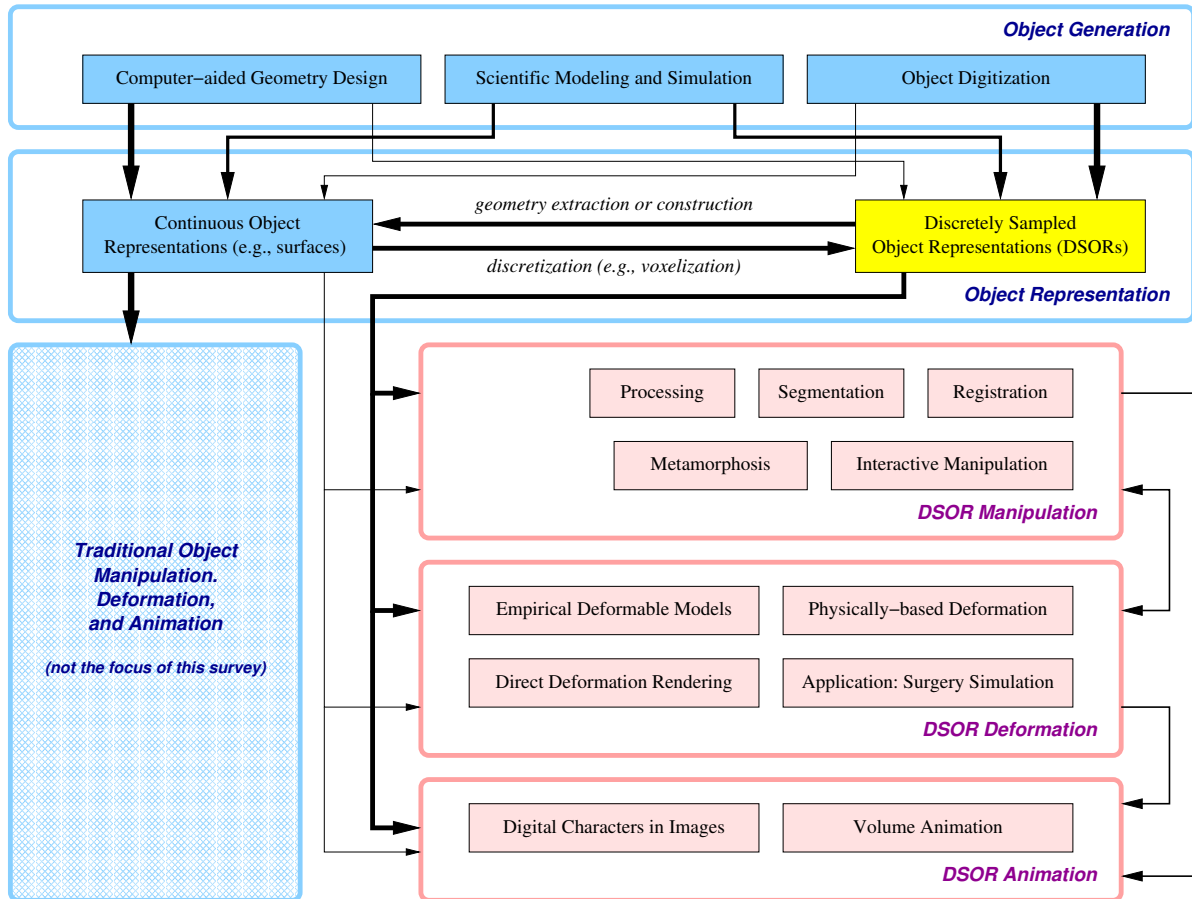 Object Generation
Computer−aided Geometry Design
Scientific Modeling and Simulation
Object Digitization
geometry extraction or construction
Continuous Object
Representations (e.g., surfaces)
Discretely Sampled
Object Representations (DSORs)
discretization (e.g., voxelization)
Object Representation
Processing
Segmentation
Registration
Metamorphosis
Interactive Manipulation
DSOR Manipulation
Traditional Object
Manipulation.
Deformation,
and Animation
(not the focus of this survey)
Empirical Deformable Models
Physically−based Deformation
Direct Deformation Rendering
Application: Surgery Simulation
DSOR Deformation
Digital Characters in Images
Volume Animation
DSOR Animation